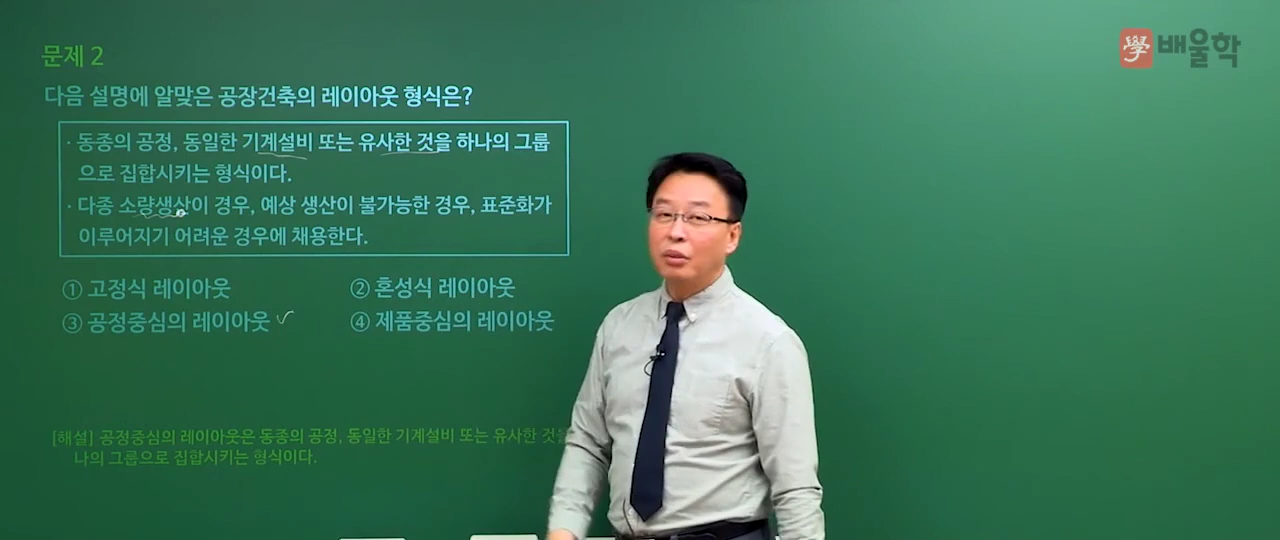 문제 2
學 배울학
다음 설명에 알맞은 공장건축의 레이아웃 형식은?
· 동종의 공정, 동일한 기계설비 또는 유사한 것을 하나의 그룹
으로 집합시키는 형식이다.
· 다종 소량생산이 경우, 예상 생산이 불가능한 경우, 표준화가
이루어지기 어려운 경우에 채용한다.
① 고정식 레이아웃 ② 혼성식 레이아웃
③ 공정중심의 레이아웃 ④ 제품중심의 레이아웃
[해설] 공정중심의 레이아웃은 동종의 공정, 동일한 기계설비 또는 유사한 것을
나의 그룹으로 집합시키는 형식이다.